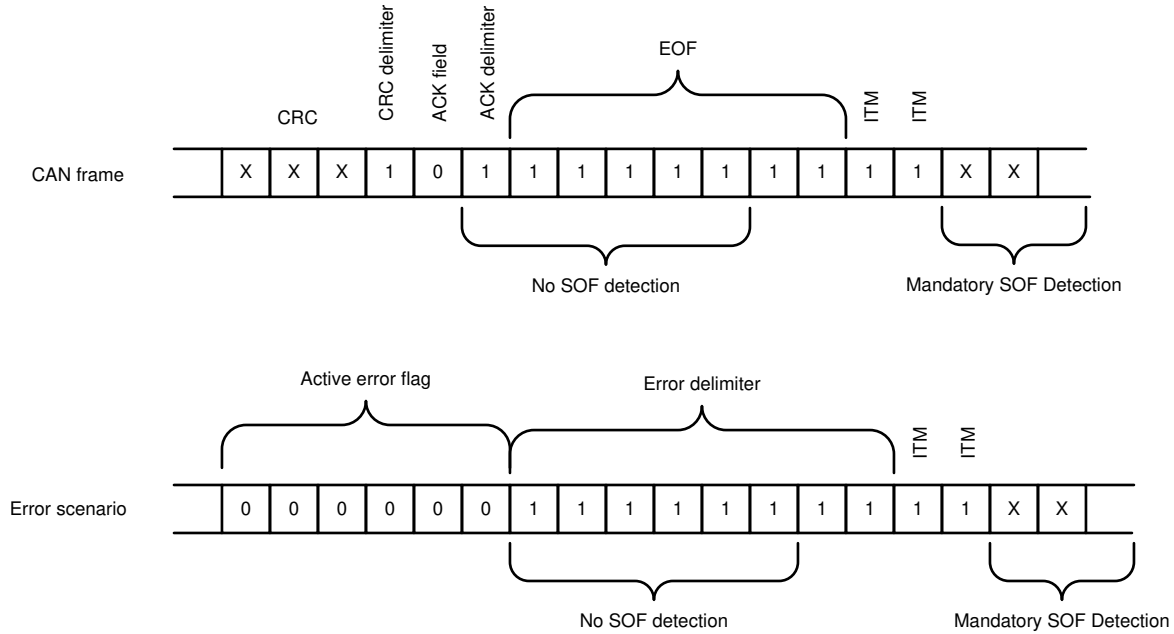 CRC delimiter
ACK field
ACK delimiter
EOF
ITM
ITM
CRC
CAN frame
X X X 1 0 1 1 1 1 1 1 1 1 1 1 X X
No SOF detection
Mandatory SOF Detection
Active error flag
Error delimiter
ITM
ITM
Error scenario
0 0 0 0 0 0 1 1 1 1 1 1 1 1 1 1 X X
No SOF detection
Mandatory SOF Detection